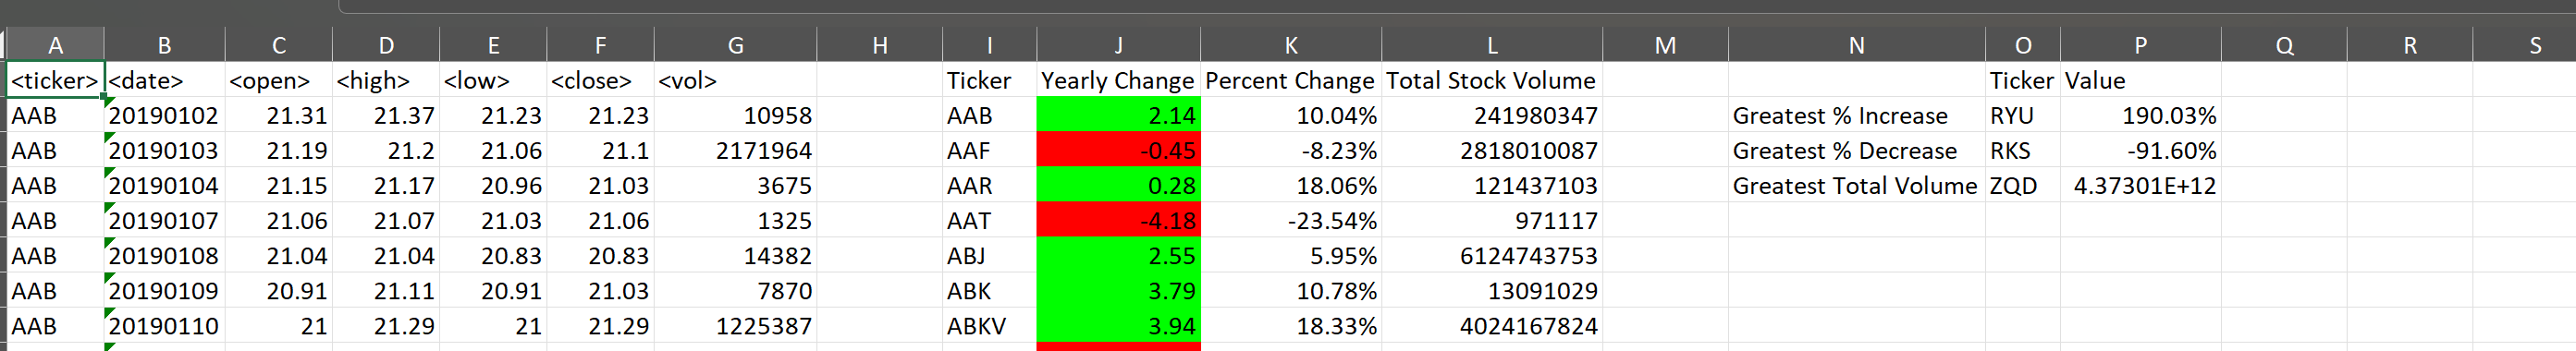 A B C D E F G H I J K L M N O P Q R S
<ticker> <date> <open> <high> <low> <close> <vol> Ticker Yearly Change Percent Change Total Stock Volume Ticker Value
AAB 20190102 21.31 21.37 21.23 21.23 10958 AAB 2.14 10.04% 241980347 Greatest % Increase RYU 190.03%
AAB 20190103 21.19 21.2 21.06 21.1 2171964 AAF -0.45 -8.23% 2818010087 Greatest % Decrease RKS -91.60%
AAB 20190104 21.15 21.17 20.96 21.03 3675 AAR 0.28 18.06% 121437103 Greatest Total Volume ZQD 4.37301E+12
AAB 20190107 21.06 21.07 21.03 21.06 1325 AAT -4.18 -23.54% 971117
AAB 20190108 21.04 21.04 20.83 20.83 14382 ABJ 2.55 5.95% 6124743753
AAB 20190109 20.91 21.11 20.91 21.03 7870 ABK 3.79 10.78% 13091029
AAB 20190110 21 21.29 21 21.29 1225387 ABKV 3.94 18.33% 4024167824